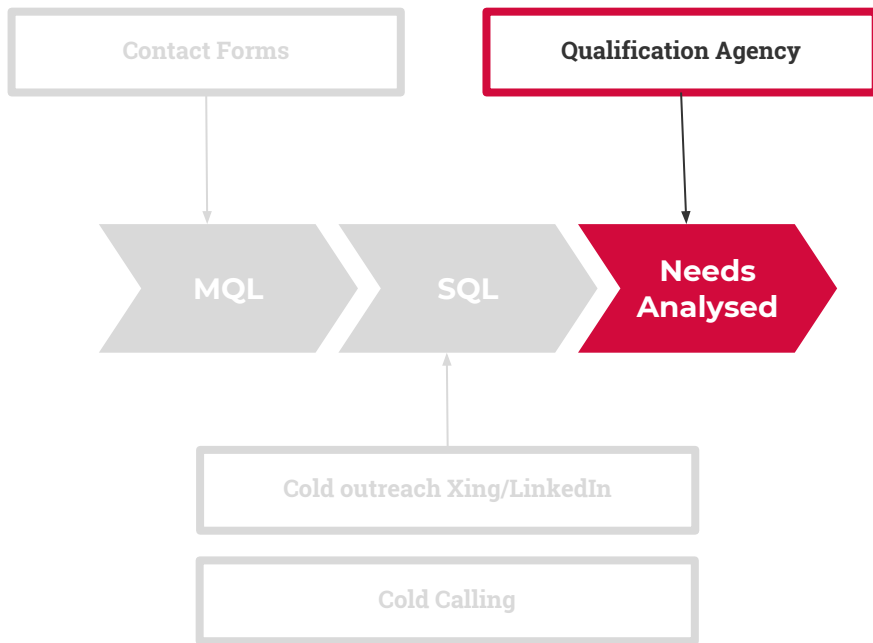 Contact Forms
Qualification Agency
MQL
SQL
Needs
Analysed
Cold outreach Xing/LinkedIn
Cold Calling